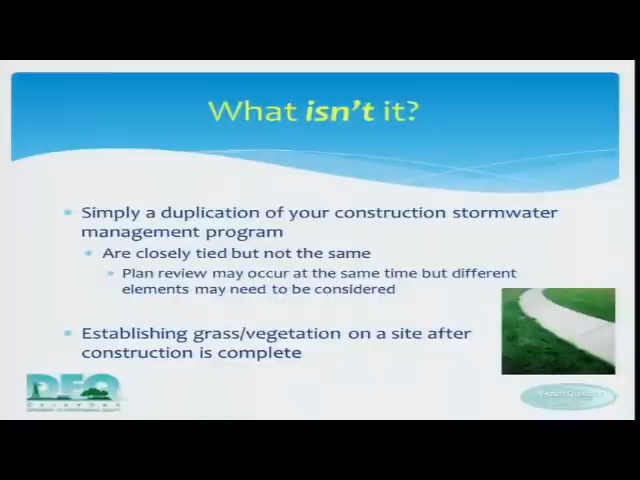 What isn't it?
Simply a duplication of your construction stormwater
management program
Are closely tied but not the same
Plan review may occur at the same time but different
elements may need to be considered
Establishing grass/vegetation on a site after
construction is complete
DEQ
OKLAHOMA